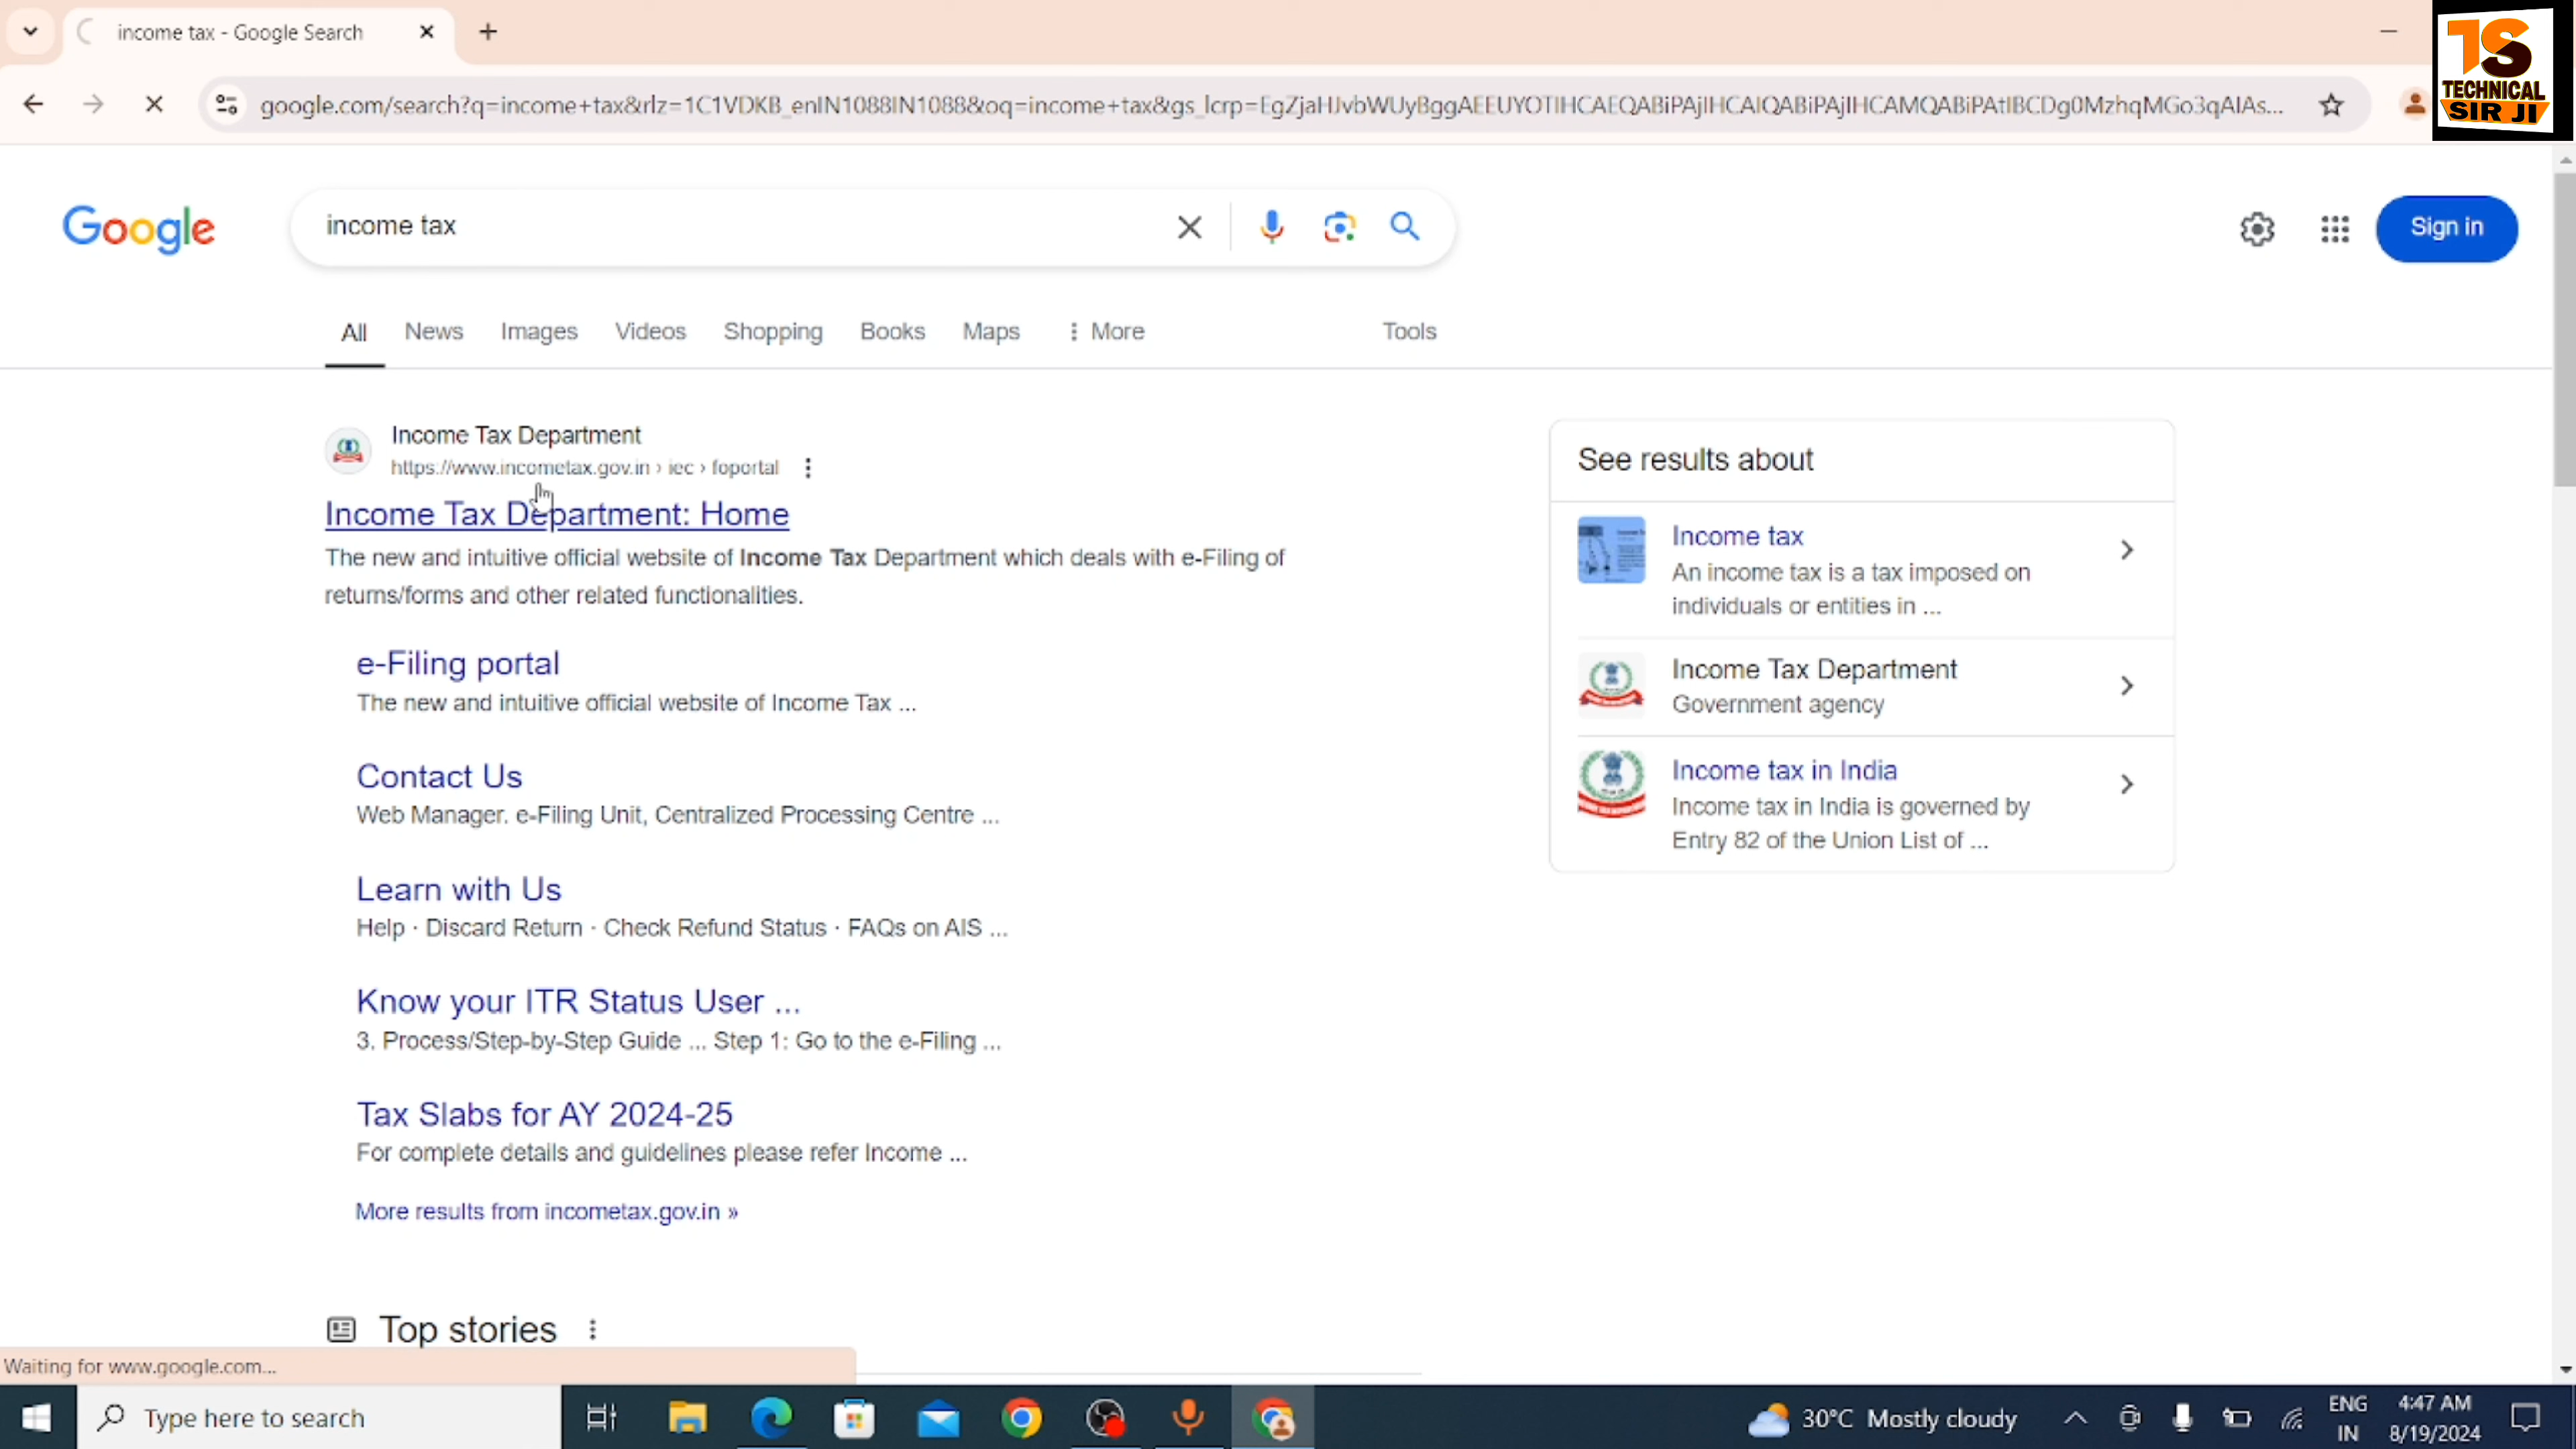 income tax - Google Search
TS
TECHNICAL
SIR JI
google.com/search?q=income+tax&rlz=1C1VDKB_enIN1088IN1088&oq=income+tax&gs_lcrp=EgZjaHJvbWUyBggAEEUYOTIHCAEQABiPAjIHCAIQABiPAjIHCAMQABiPAtIBCDg0MzhqMGo3qAIAs...
Google
income tax
Sign in
All
News
Images
Videos
Shopping
Books
Maps
More
Tools
Income Tax Department
https://www.incometax.gov.in › iec › foportal
Income Tax Department: Home
The new and intuitive official website of Income Tax Department which deals with e-Filing of
returns/forms and other related functionalities.
e-Filing portal
The new and intuitive official website of Income Tax ...
Contact Us
Web Manager. e-Filing Unit, Centralized Processing Centre ...
Learn with Us
Help · Discard Return · Check Refund Status · FAQs on AIS ...
Know your ITR Status User ...
3. Process/Step-by-Step Guide ... Step 1: Go to the e-Filing ...
Tax Slabs for AY 2024-25
For complete details and guidelines please refer Income ...
More results from incometax.gov.in »
Top stories
See results about
Income tax
An income tax is a tax imposed on
individuals or entities in ...
Income Tax Department
Government agency
Income tax in India
Income tax in India is governed by
Entry 82 of the Union List of ...
Waiting for www.google.com...
Type here to search
30°C Mostly cloudy
ENG
IN
4:47 AM
8/19/2024